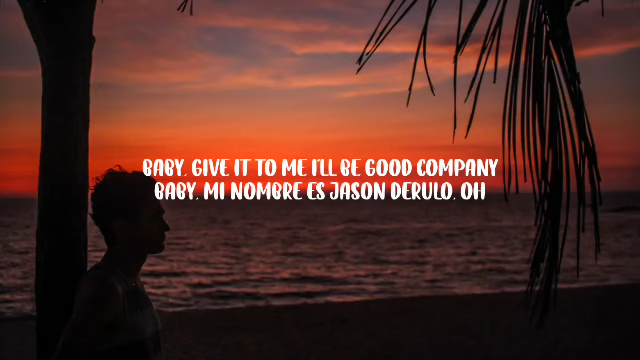 BABY, GIVE IT TO ME I'LL BE GOOD COMPANY
BABY, MI NOMBRE ES JASON DERULO, OH